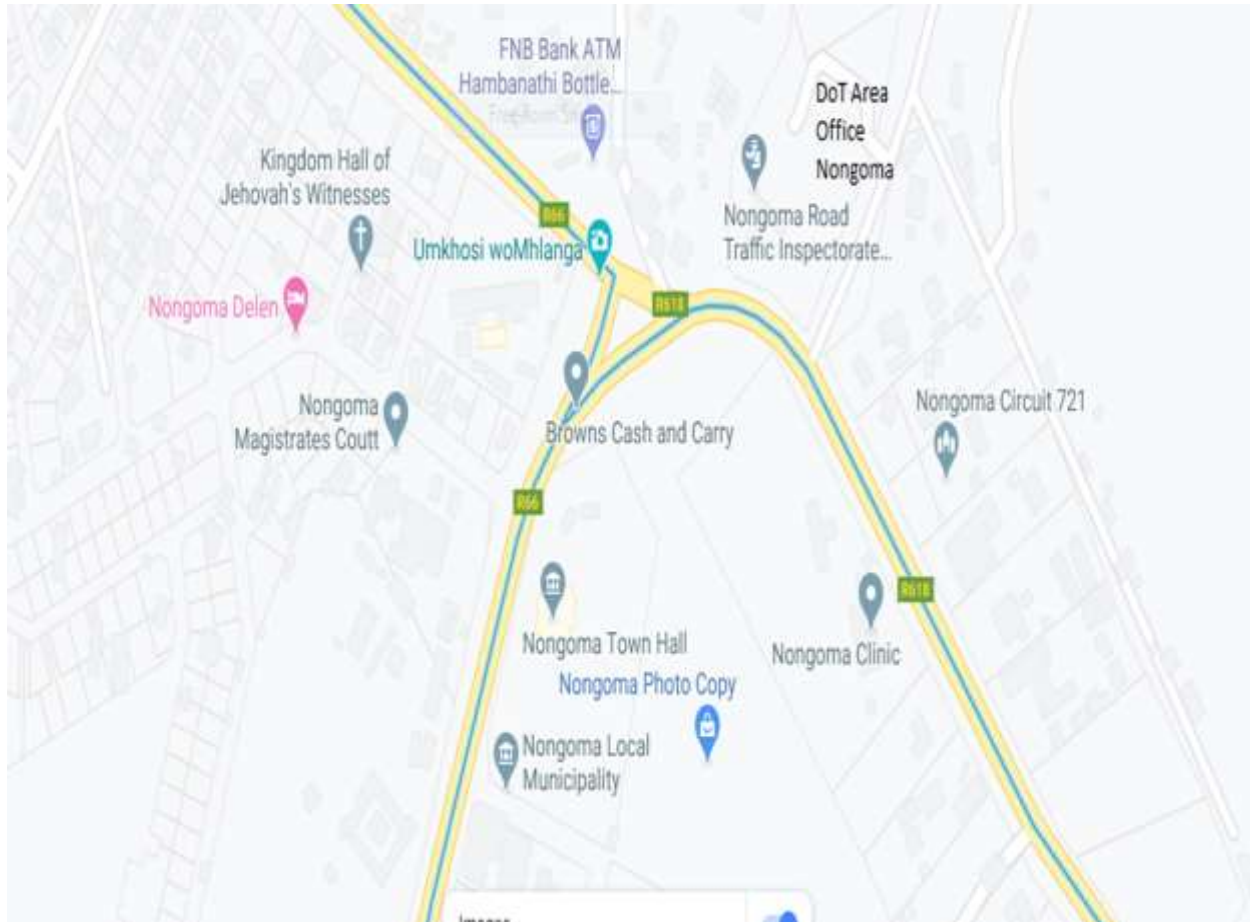 FNB Bank ATM
Hambanathi Bottle...
DoT Area
Office
Nongoma
Kingdom Hall of
Jehovah's Witnesses
R66
Nongoma Road
Traffic Inspectorate...
Umkhosi woMhlanga
Nongoma Delen
R618
Nongoma
Magistrates Coutt
Browns Cash and Carry
Nongoma Circuit 721
R66
R618
Nongoma Town Hall
Nongoma Clinic
Nongoma Photo Copy
Nongoma Local
Municipality